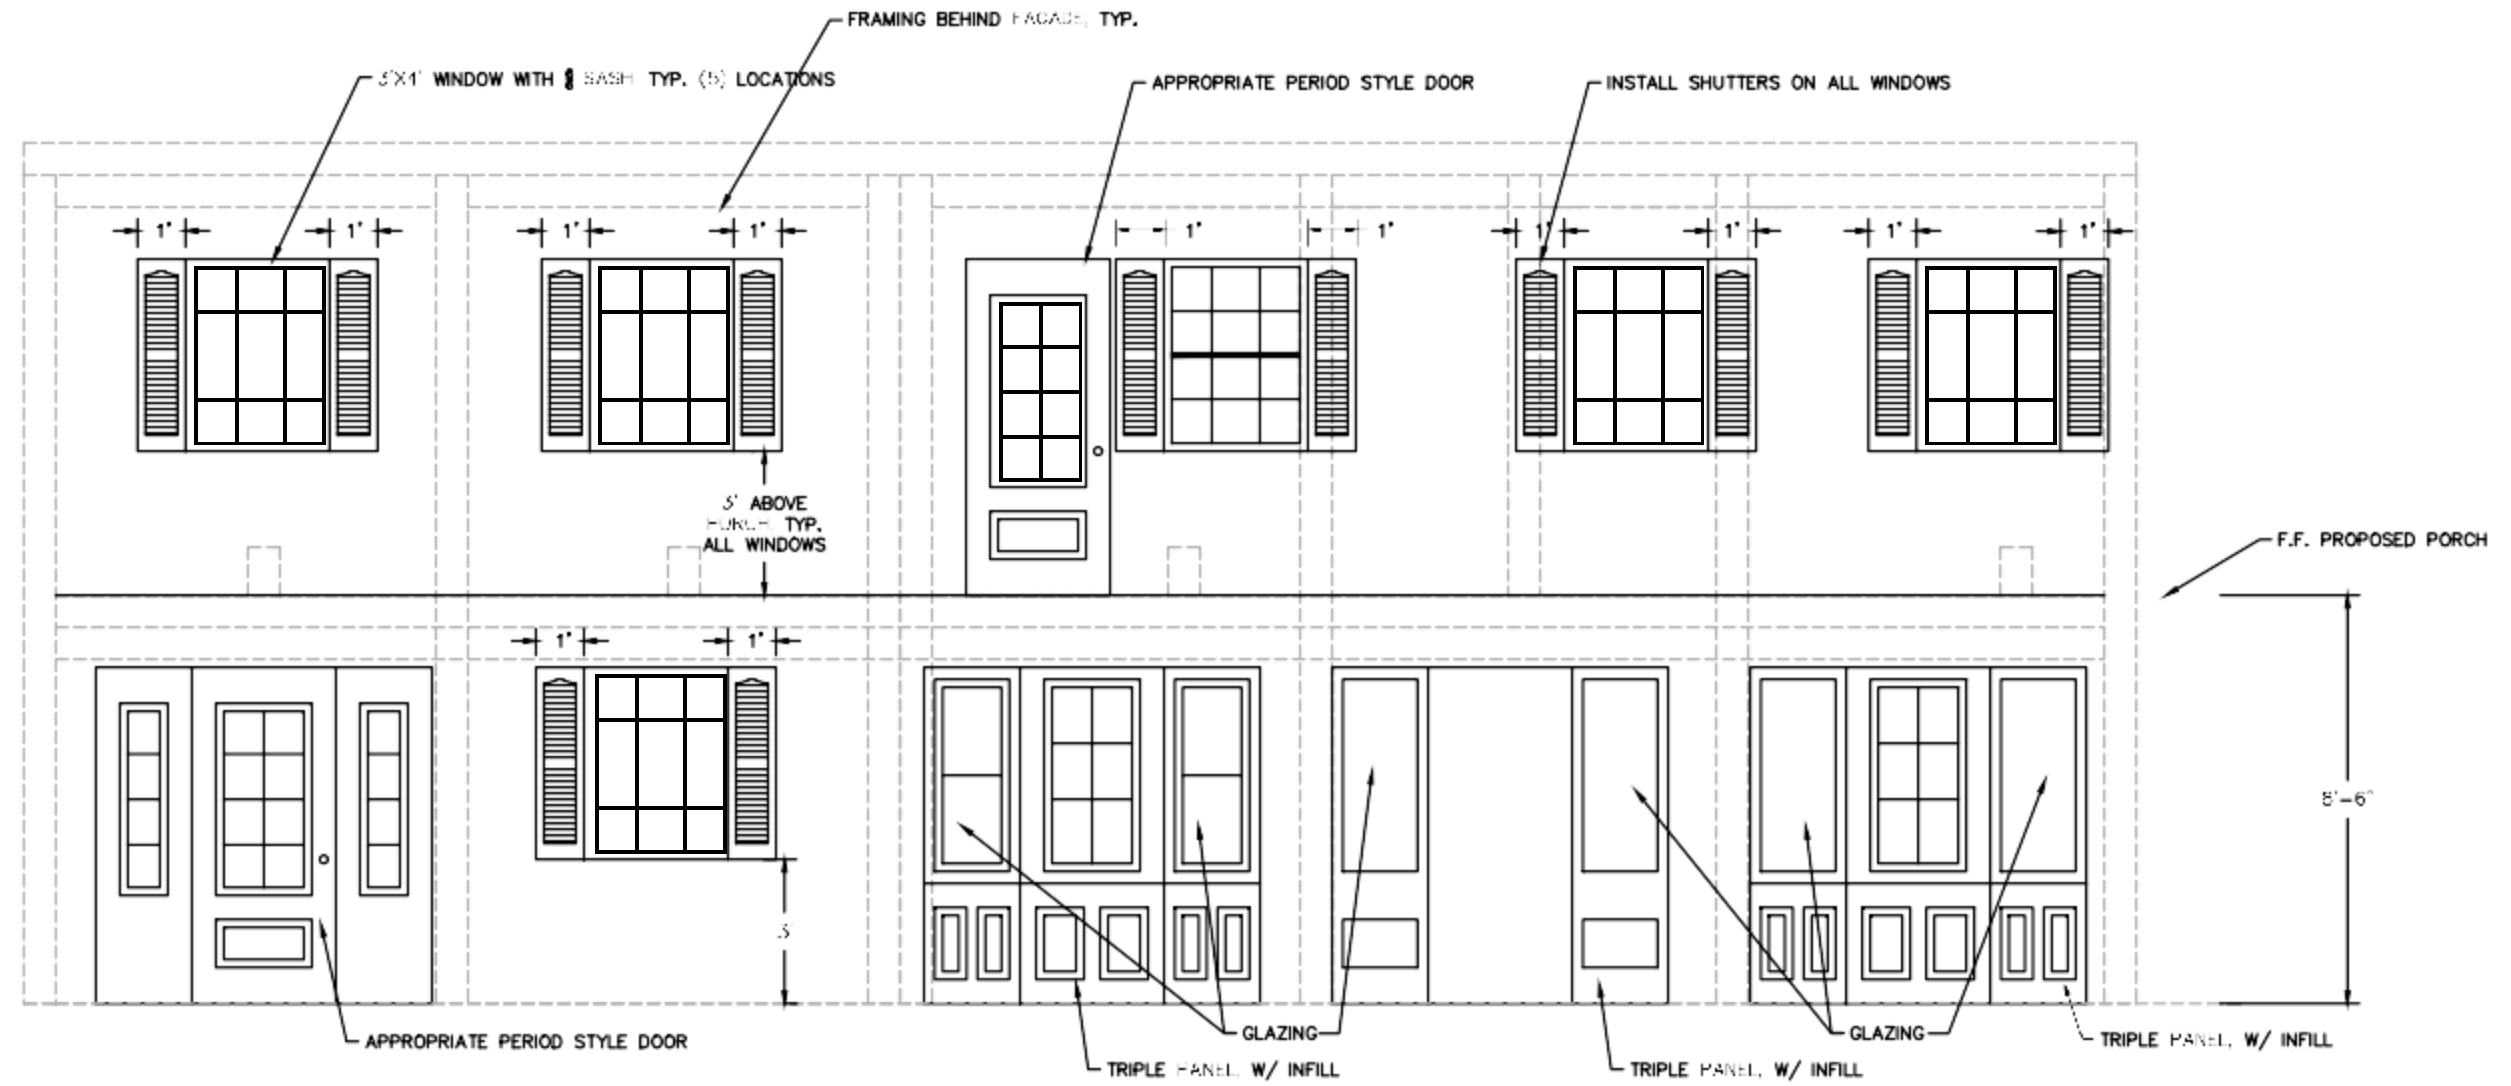 FRAMING BEHIND FACADE, TYP.
3'X4' WINDOW WITH SASH TYP. (5) LOCATIONS
APPROPRIATE PERIOD STYLE DOOR
INSTALL SHUTTERS ON ALL WINDOWS
1' 1' 1' 1' 1' 1' 1' 1' 1' 1'
3' ABOVE
PORCH, TYP.
ALL WINDOWS
F.F. PROPOSED PORCH
1' 1'
8'-6"
3'
GLAZING
GLAZING
APPROPRIATE PERIOD STYLE DOOR
TRIPLE PANEL, W/ INFILL
TRIPLE PANEL, W/ INFILL
TRIPLE PANEL, W/ INFILL